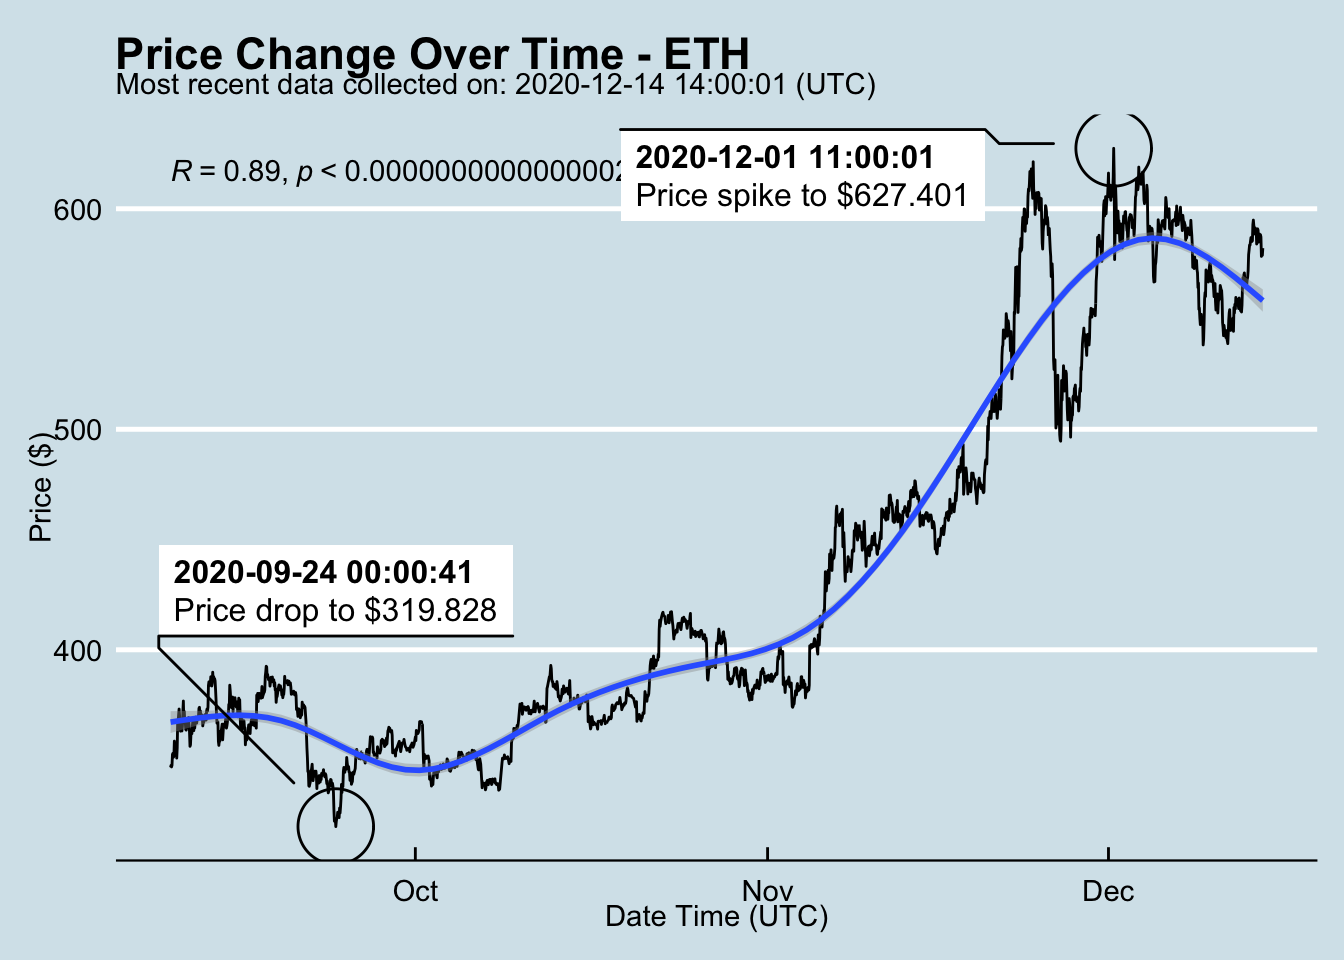 Price Change Over Time - ETH
Most recent data collected on: 2020-12-14 14:00:01 (UTC)
R = 0.89, p < 0.0000000000000002
2020-12-01 11:00:01
Price spike to $627.401
600
500
Price ($)
2020-09-24 00:00:41
Price drop to $319.828
400
Oct Nov Dec
Date Time (UTC)